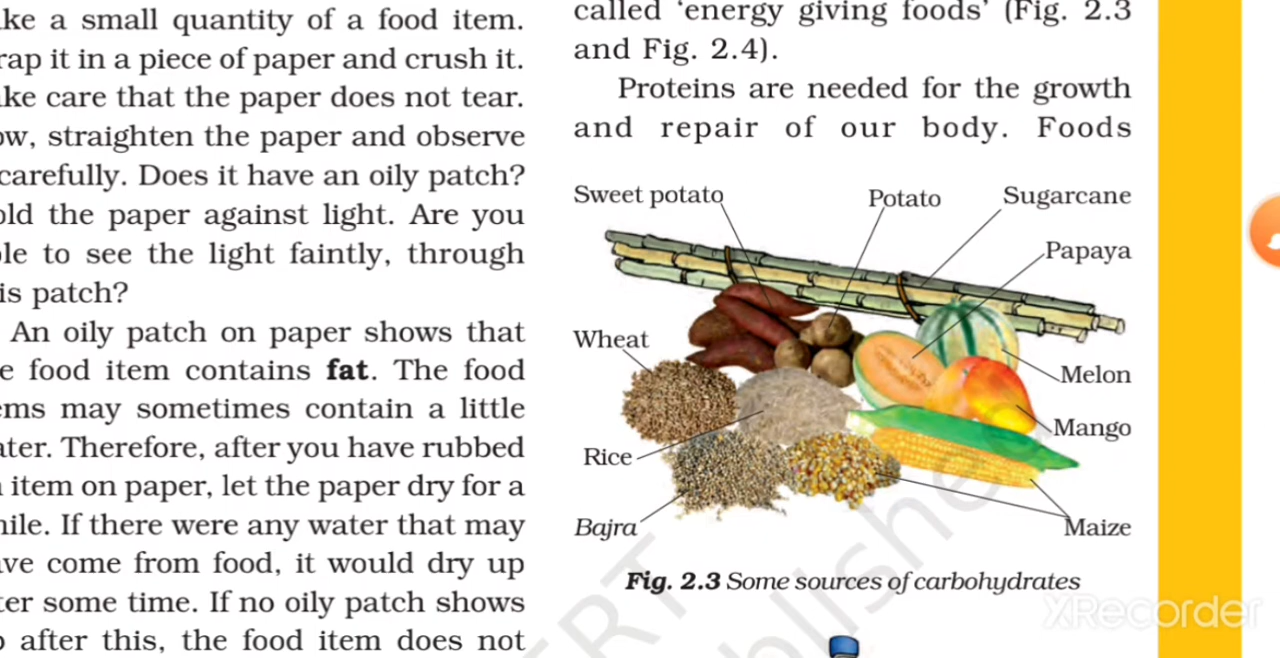 ke a small quantity of a food item.
rap it in a piece of paper and crush it.
ke care that the paper does not tear.
ow, straighten the paper and observe
carefully. Does it have an oily patch?
old the paper against light. Are you
le to see the light faintly, through
is patch?
An oily patch on paper shows that
e food item contains fat. The food
ems may sometimes contain a little
ater. Therefore, after you have rubbed
item on paper, let the paper dry for a
hile. If there were any water that may
ave come from food, it would dry up
ter some time. If no oily patch shows
after this, the food item does not
called ‘energy giving foods’ (Fig. 2.3
and Fig. 2.4).
Proteins are needed for the growth
and repair of our body. Foods
Sweet potato
Potato
Sugarcane
Papaya
Wheat
Melon
Mango
Rice
Bajra
Maize
Fig. 2.3 Some sources of carbohydrates
XRecorder